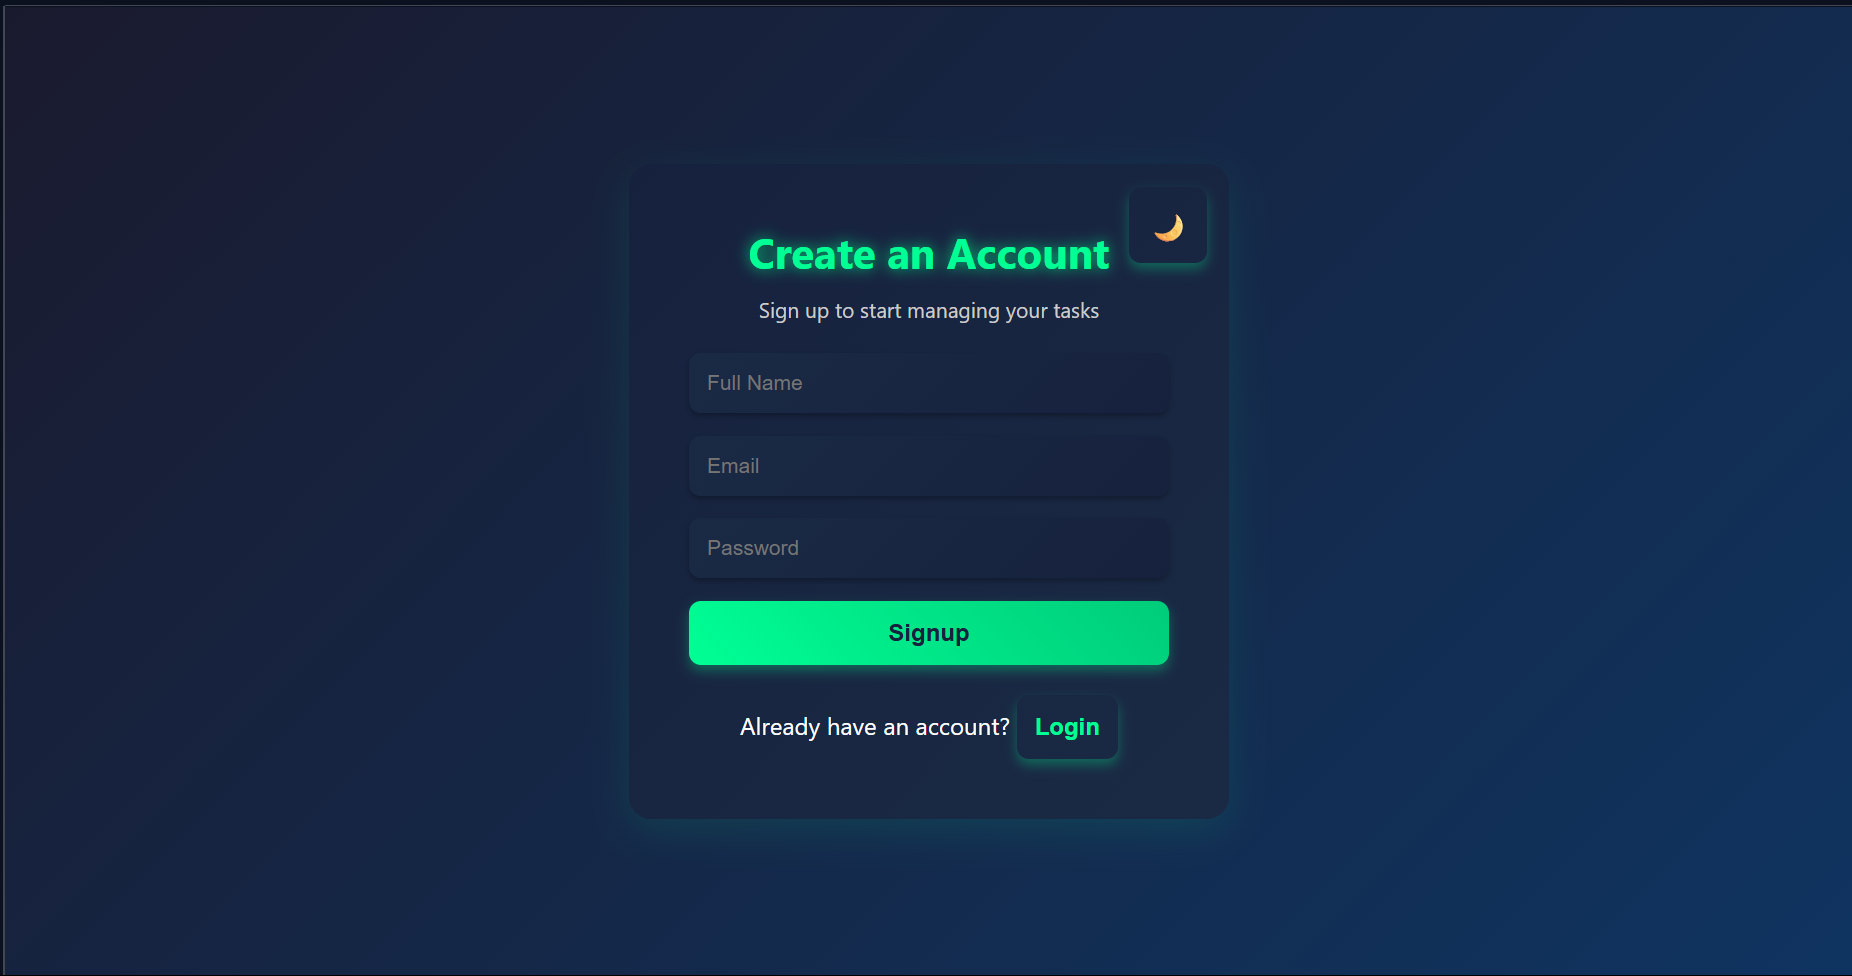 Create an Account
Sign up to start managing your tasks
Full Name
Email
Password
Signup
Already have an account? Login